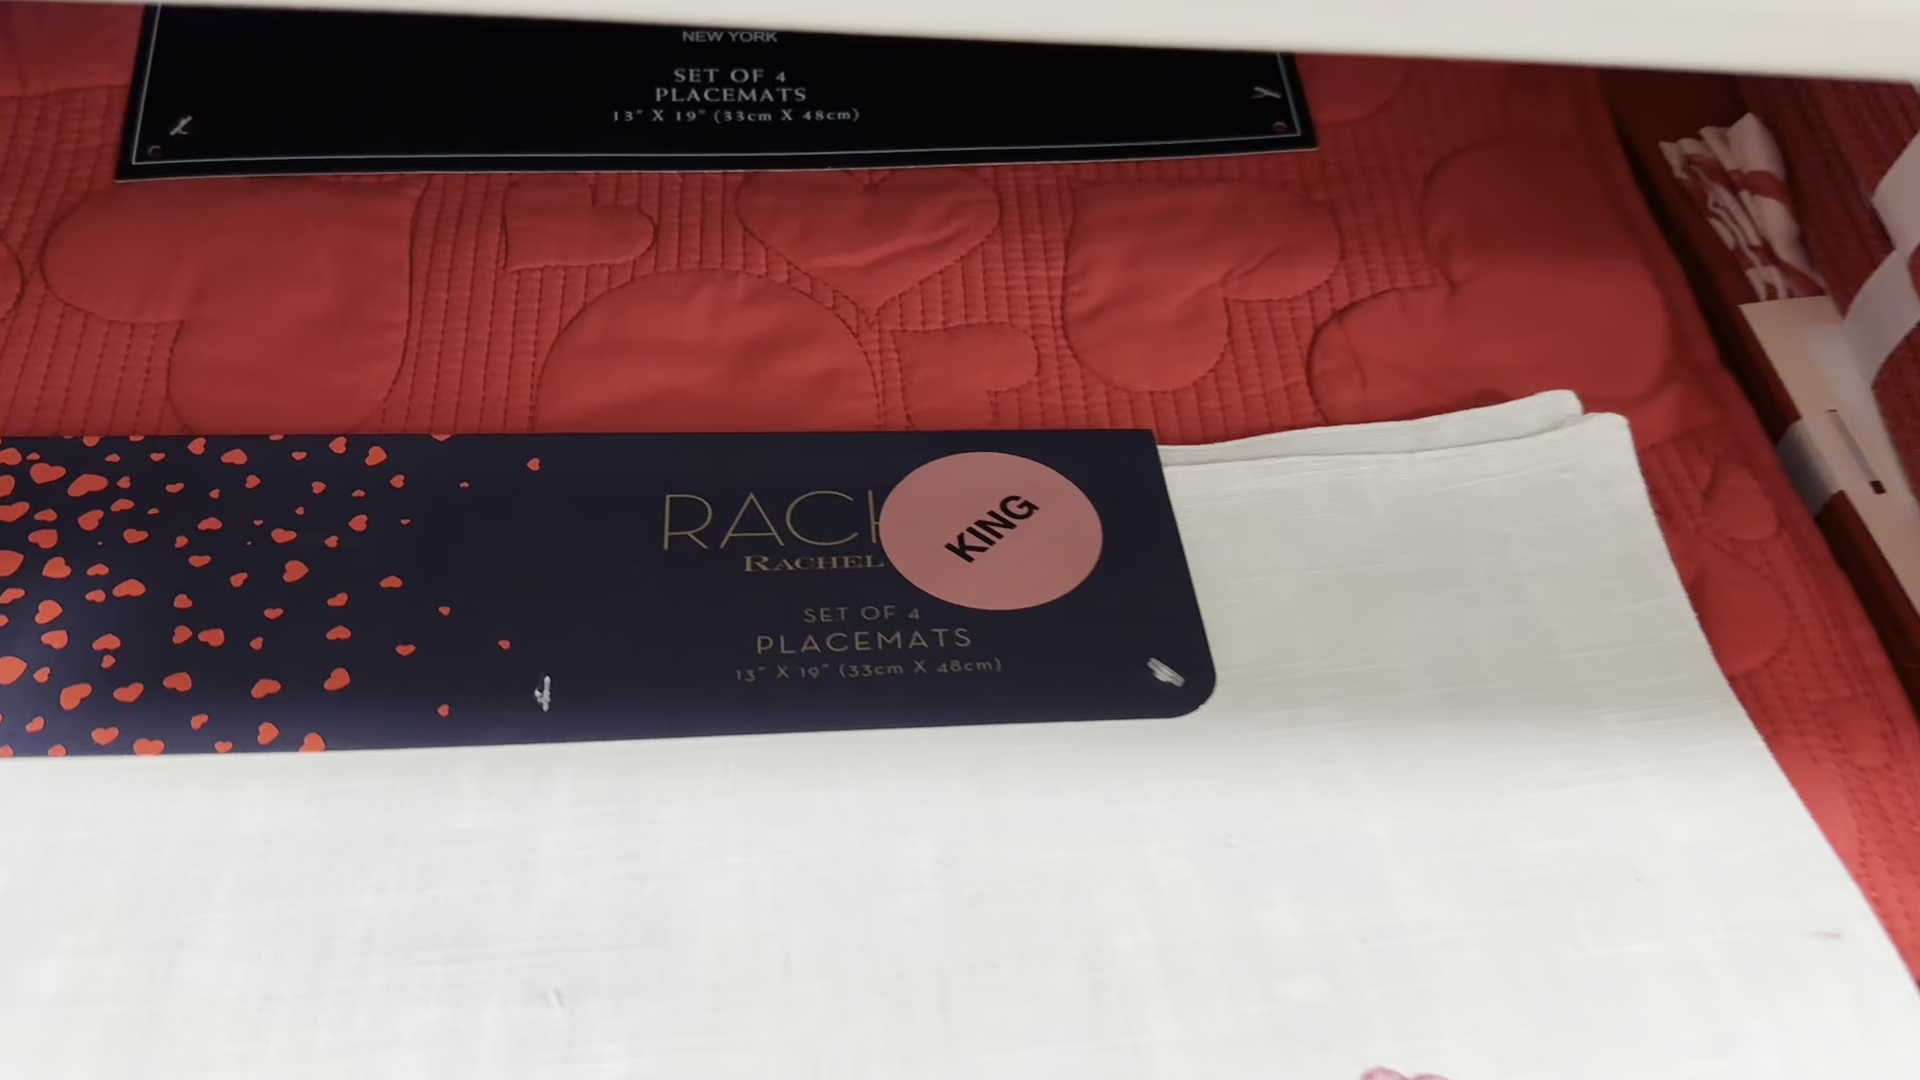 NEW YORK
SET OF 4
PLACEMATS
13" X 19" (33cm X 48cm)
RACH
RACHEL
KING
SET OF 4
PLACEMATS
13" X 19" (33cm X 48cm)